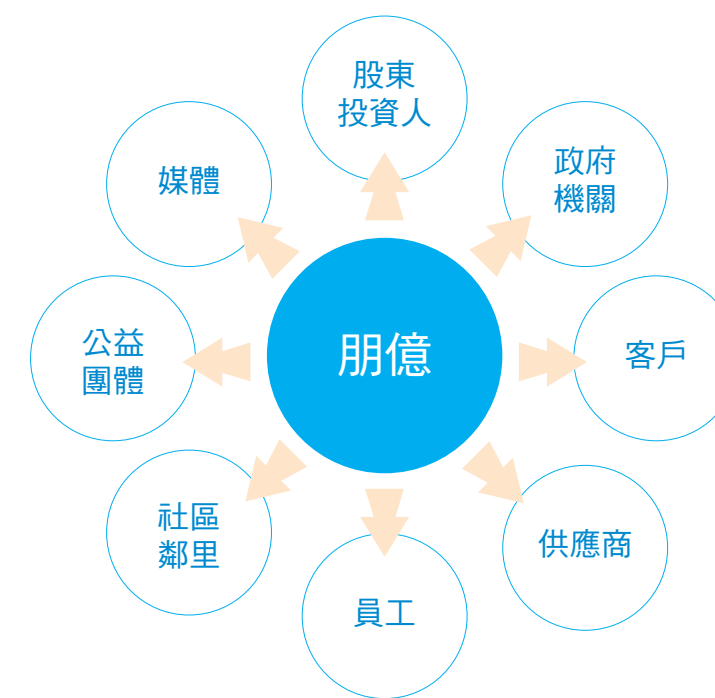 股東
投資人
政府
機關
客戶
供應商
員工
社區
鄰里
公益
團體
媒體
朋億